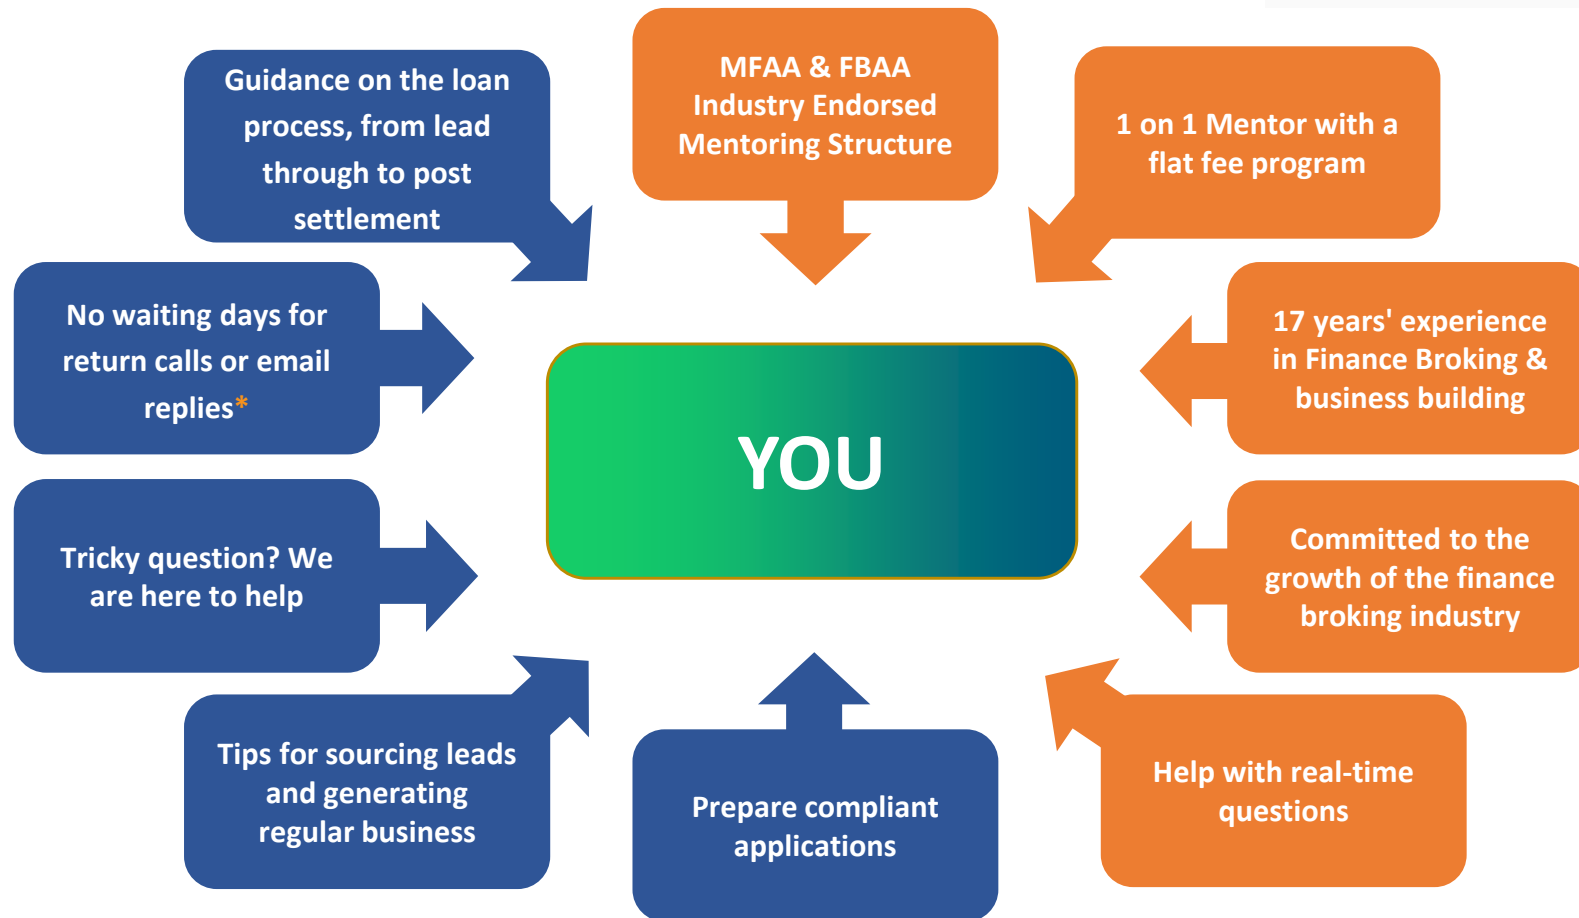 Guidance on the loan
process, from lead
through to post
settlement
MFAA & FBAA
Industry Endorsed
Mentoring Structure
1 on 1 Mentor with a
flat fee program
No waiting days for
return calls or email
replies*
17 years' experience
in Finance Broking &
business building
YOU
Tricky question? We
are here to help
Committed to the
growth of the finance
broking industry
Tips for sourcing leads
and generating
regular business
Prepare compliant
applications
Help with real-time
questions